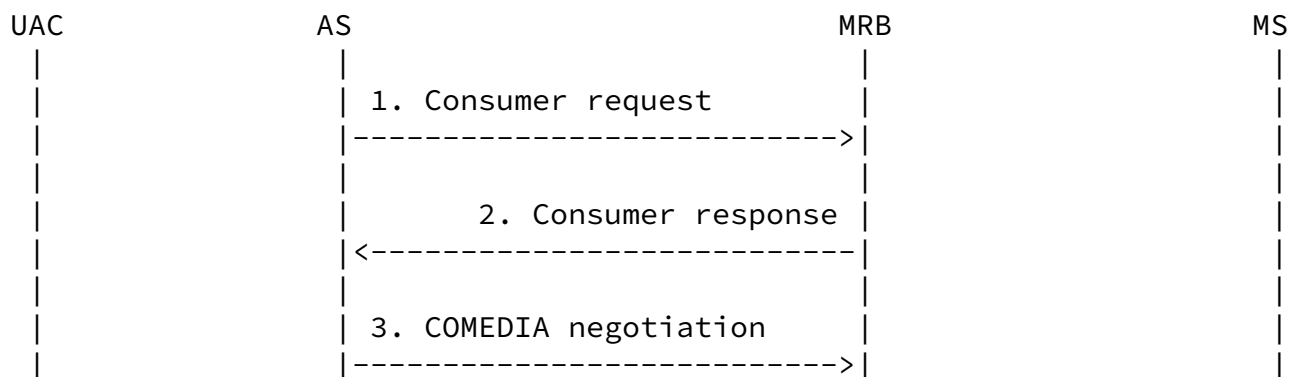 UAC AS MRB MS
1. Consumer request
2. Consumer response
3. COMEDIA negotiation